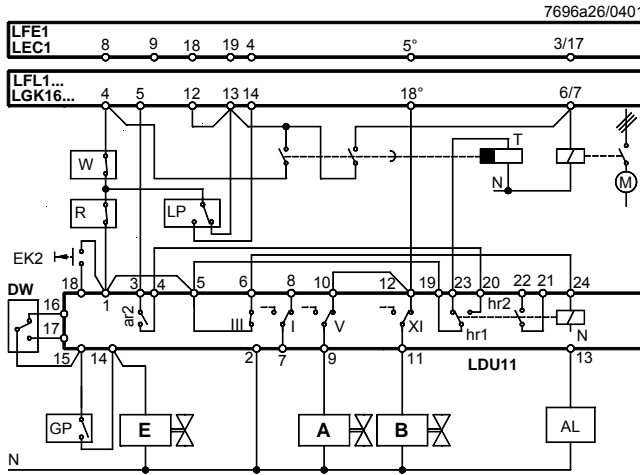 7696a26/0401
LFE1
LEC1
8 9 18 19 4 5° 3/17
LFL1...
LGK16...
4 5 12 13 14 18° 6/7
T
W
N
M
R
LP
EK2
DW
18 1 3 4 5 6 8 10 12 19 23 20 22 21 24
16
ar2
hr2
17
III I V XI
hr1
N
15 14 2 7 9 11 LDU11 13
GP
E
A
B
AL
N